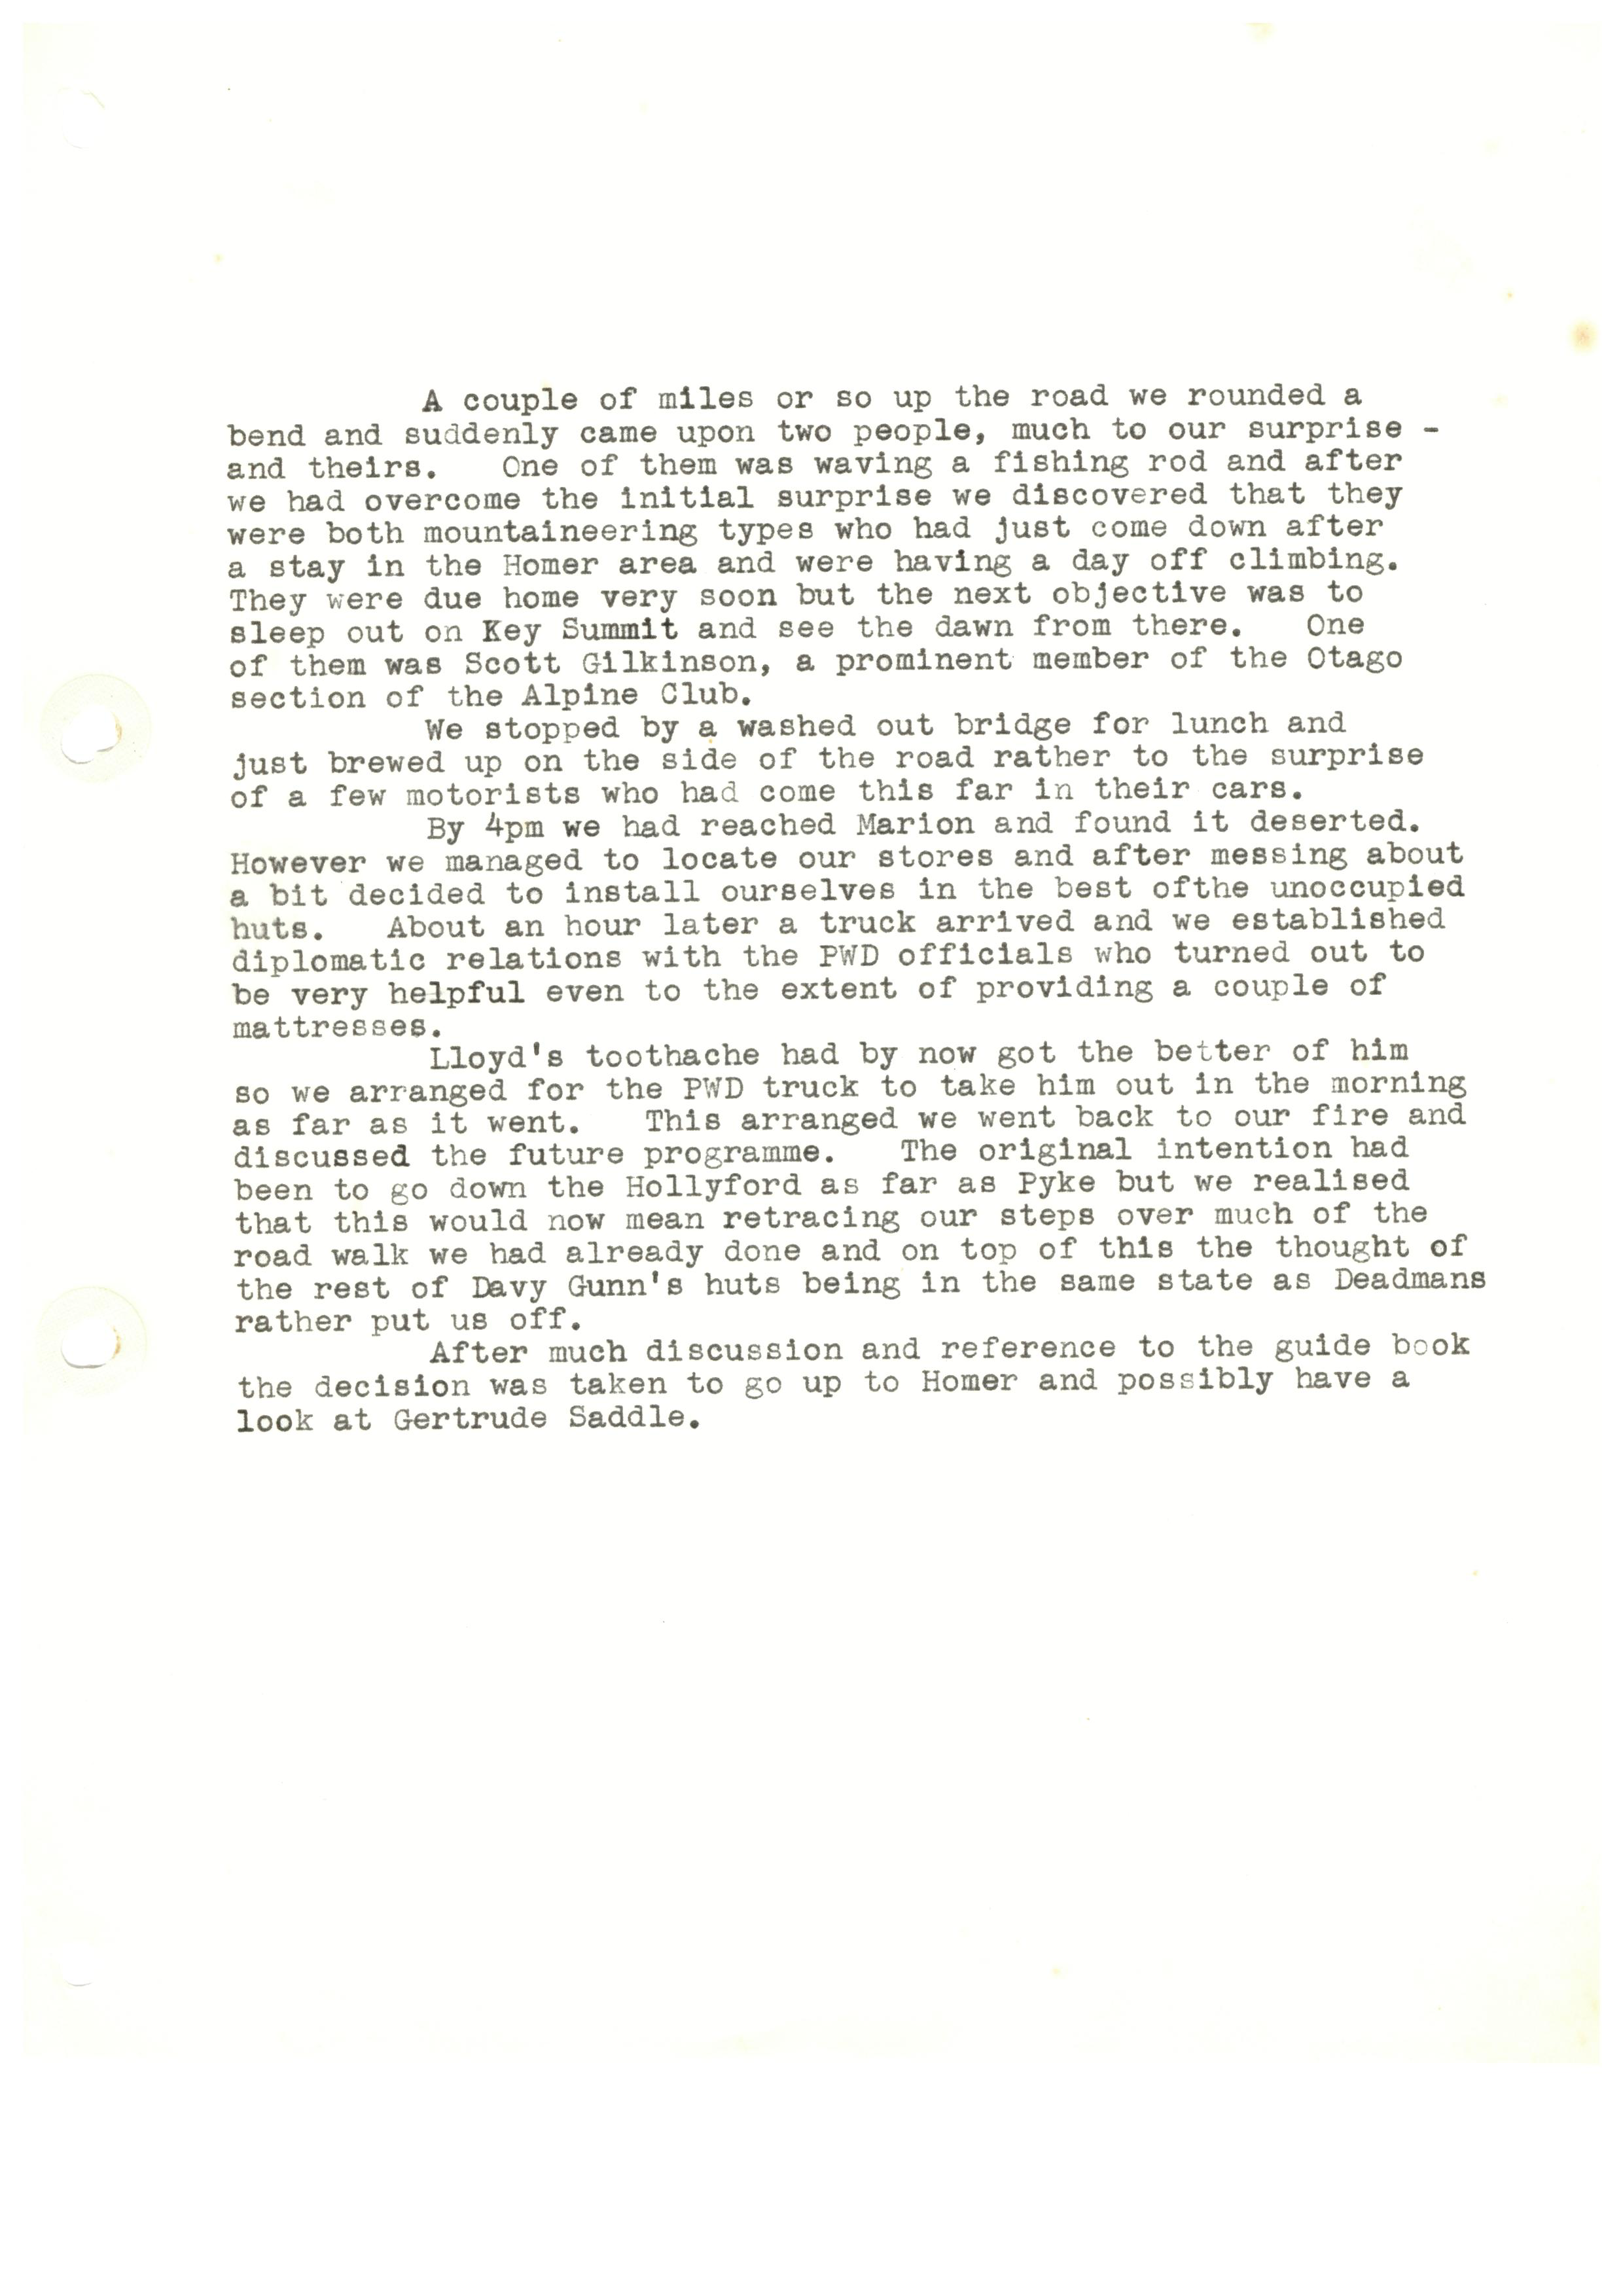 A couple of miles or so up the road we rounded a
bend and suddenly came upon two people, much to our surprise -
and theirs.   One of them was waving a fishing rod and after
we had overcome the initial surprise we discovered that they
were both mountaineering types who had just come down after
a stay in the Homer area and were having a day off climbing.
They were due home very soon but the next objective was to
sleep out on Key Summit and see the dawn from there.   One
of them was Scott Gilkinson, a prominent member of the Otago
section of the Alpine Club.
We stopped by a washed out bridge for lunch and
just brewed up on the side of the road rather to the surprise
of a few motorists who had come this far in their cars.
By 4pm we had reached Marion and found it deserted.
However we managed to locate our stores and after messing about
a bit decided to install ourselves in the best ofthe unoccupied
huts.   About an hour later a truck arrived and we established
diplomatic relations with the PWD officials who turned out to
be very helpful even to the extent of providing a couple of
mattresses.
Lloyd's toothache had by now got the better of him
so we arranged for the PWD truck to take him out in the morning
as far as it went.   This arranged we went back to our fire and
discussed the future programme.   The original intention had
been to go down the Hollyford as far as Pyke but we realised
that this would now mean retracing our steps over much of the
road walk we had already done and on top of this the thought of
the rest of Davy Gunn's huts being in the same state as Deadmans
rather put us off.
After much discussion and reference to the guide book
the decision was taken to go up to Homer and possibly have a
look at Gertrude Saddle.